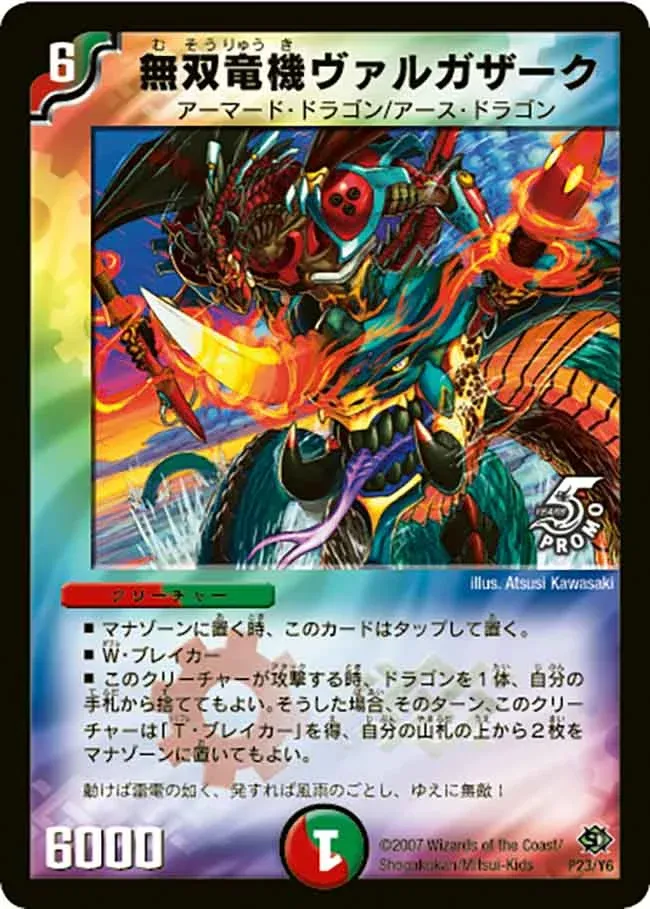 6
む そうりゅう き
無双竜機ヴァルガザーク
アーマード・ドラゴン/アース・ドラゴン
5
YEARS
PROMO
illus. Atsusi Kawasaki
クリーチャー
■ マナゾーンに置く時、このカードはタップして置く。
■ W・ブレイカー
■ このクリーチャーが攻撃する時、ドラゴンを1体、自分の
手札から捨ててもよい。そうした場合、そのターン、このクリー
チャーは「T・ブレイカー」を得、自分の山札の上から2枚を
マナゾーンに置いてもよい。
動けば雷電の如く、発すれば風雨のごとし、ゆえに無敵!
6000
1
©2007 Wizards of the Coast/
Shogakukan/Mitsui-Kids
P23/Y6